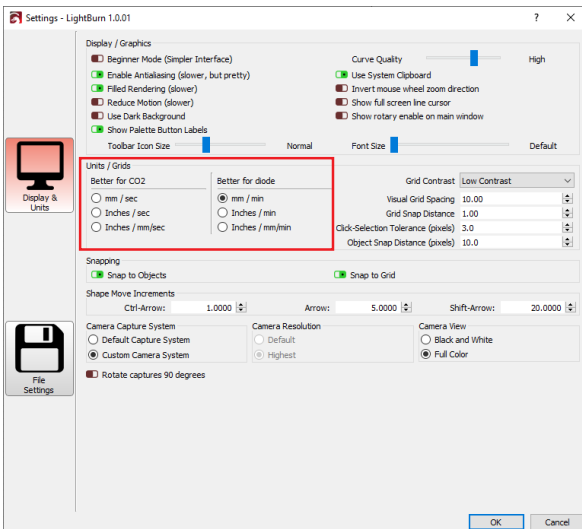 Settings - LightBurn 1.0.01
Display / Graphics
Beginner Mode (Simpler Interface)
Curve Quality High
Enable Antialiasing (slower, but pretty)
Use System Clipboard
Filled Rendering (slower)
Invert mouse wheel zoom direction
Reduce Motion (slower)
Show full screen line cursor
Use Dark Background
Show rotary enable on main window
Show Palette Button Labels
Toolbar Icon Size Normal
Font Size Default
Display & Units
Units / Grids
Better for CO2 Better for diode
mm / sec mm / min
Inches / sec Inches / min
Inches / mm/sec Inches / mm/min
Grid Contrast Low Contrast
Visual Grid Spacing 10.00
Grid Snap Distance 1.00
Click-Selection Tolerance (pixels) 3.0
Object Snap Distance (pixels) 10.0
Snapping
Snap to Objects Snap to Grid
Shape Move Increments
Ctrl-Arrow: 1.0000 Arrow: 5.0000 Shift-Arrow: 20.0000
File Settings
Camera Capture System
Default Capture System
Custom Camera System
Camera Resolution
Default
Highest
Camera View
Black and White
Full Color
Rotate captures 90 degrees
OK Cancel